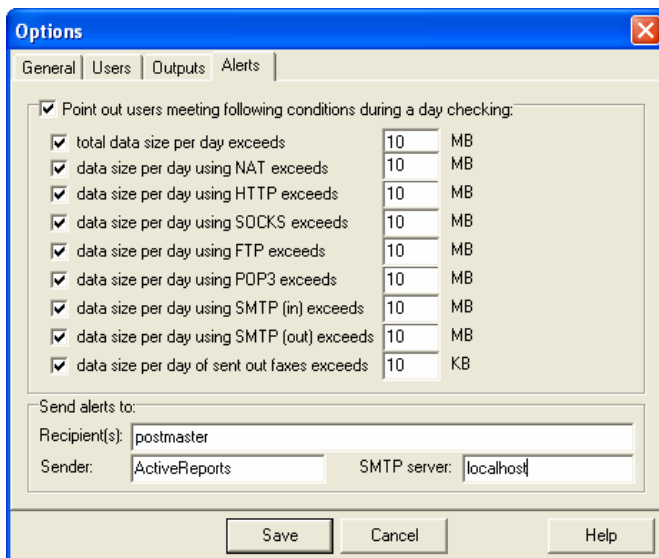 Options
General Users Outputs Alerts
Point out users meeting following conditions during a day checking:
total data size per day exceeds 10 MB
data size per day using NAT exceeds 10 MB
data size per day using HTTP exceeds 10 MB
data size per day using SOCKS exceeds 10 MB
data size per day using FTP exceeds 10 MB
data size per day using POP3 exceeds 10 MB
data size per day using SMTP (in) exceeds 10 MB
data size per day using SMTP (out) exceeds 10 MB
data size per day of sent out faxes exceeds 10 KB
Send alerts to:
Recipient(s): postmaster
Sender: ActiveReports SMTP server: localhost
Save Cancel Help